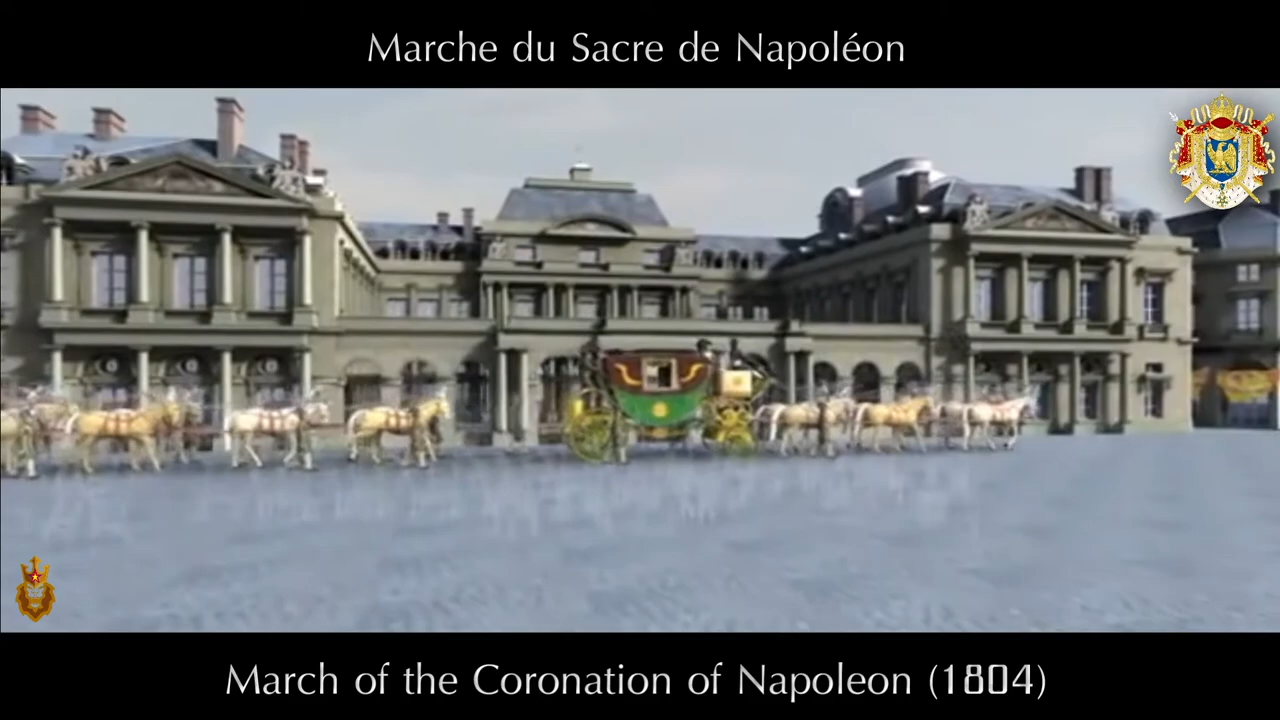 Marche du Sacre de Napoléon
March of the Coronation of Napoleon (1804)